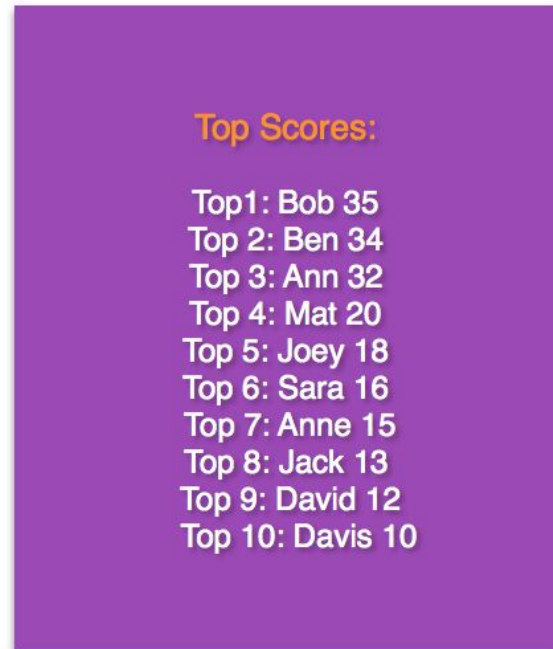 Top Scores:
Top1: Bob 35
Top 2: Ben 34
Top 3: Ann 32
Top 4: Mat 20
Top 5: Joey 18
Top 6: Sara 16
Top 7: Anne 15
Top 8: Jack 13
Top 9: David 12
Top 10: Davis 10